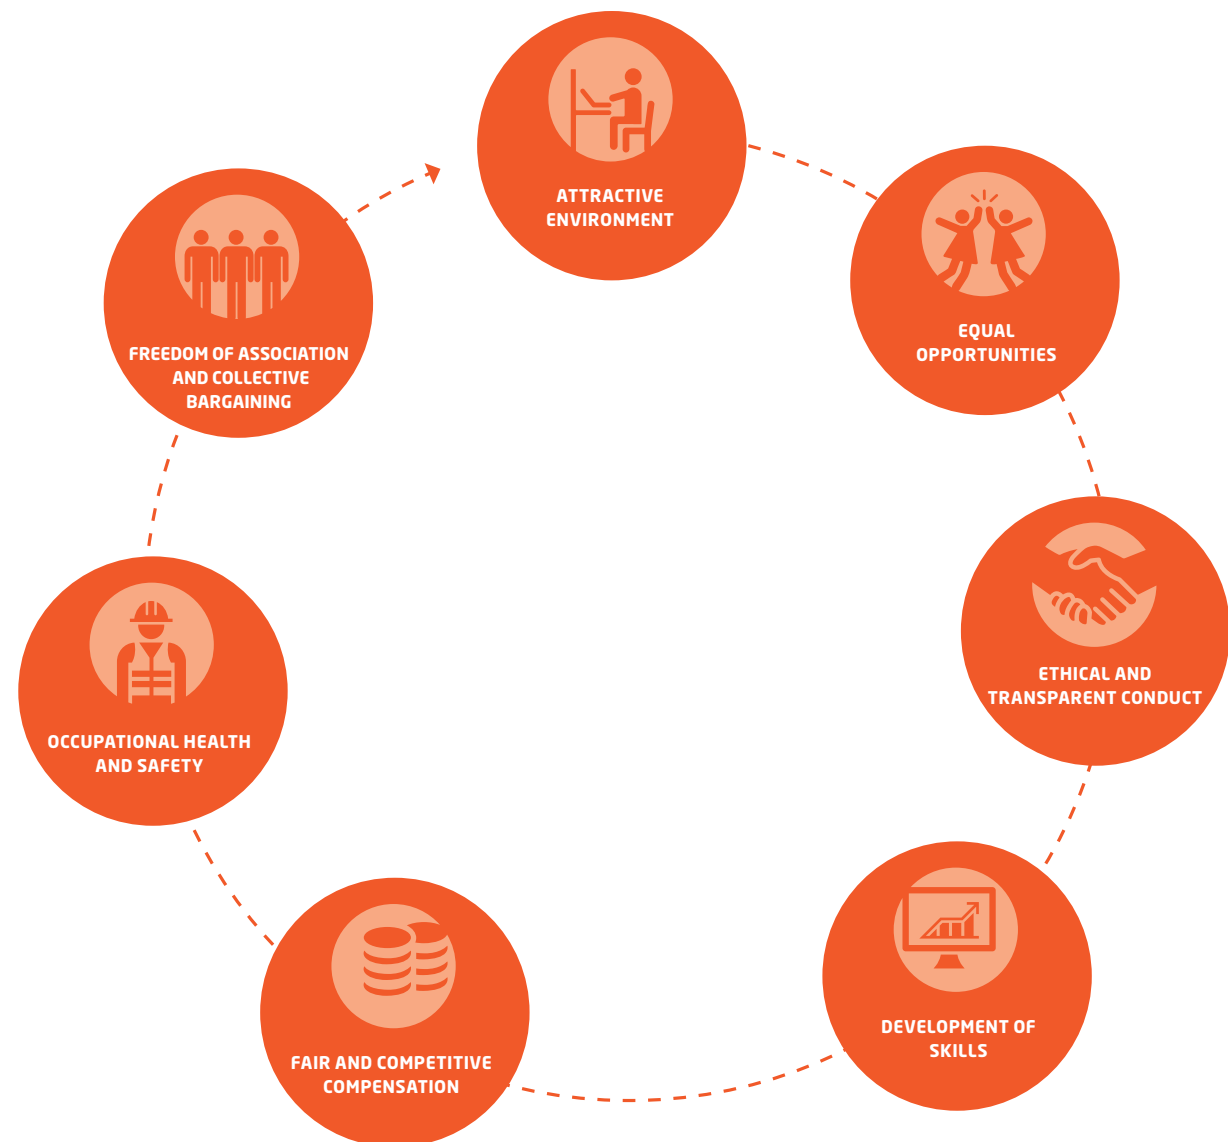 ATTRACTIVE
ENVIRONMENT
EQUAL
OPPORTUNITIES
ETHICAL AND
TRANSPARENT CONDUCT
DEVELOPMENT OF
SKILLS
FAIR AND COMPETITIVE
COMPENSATION
OCCUPATIONAL HEALTH
AND SAFETY
FREEDOM OF ASSOCIATION
AND COLLECTIVE
BARGAINING